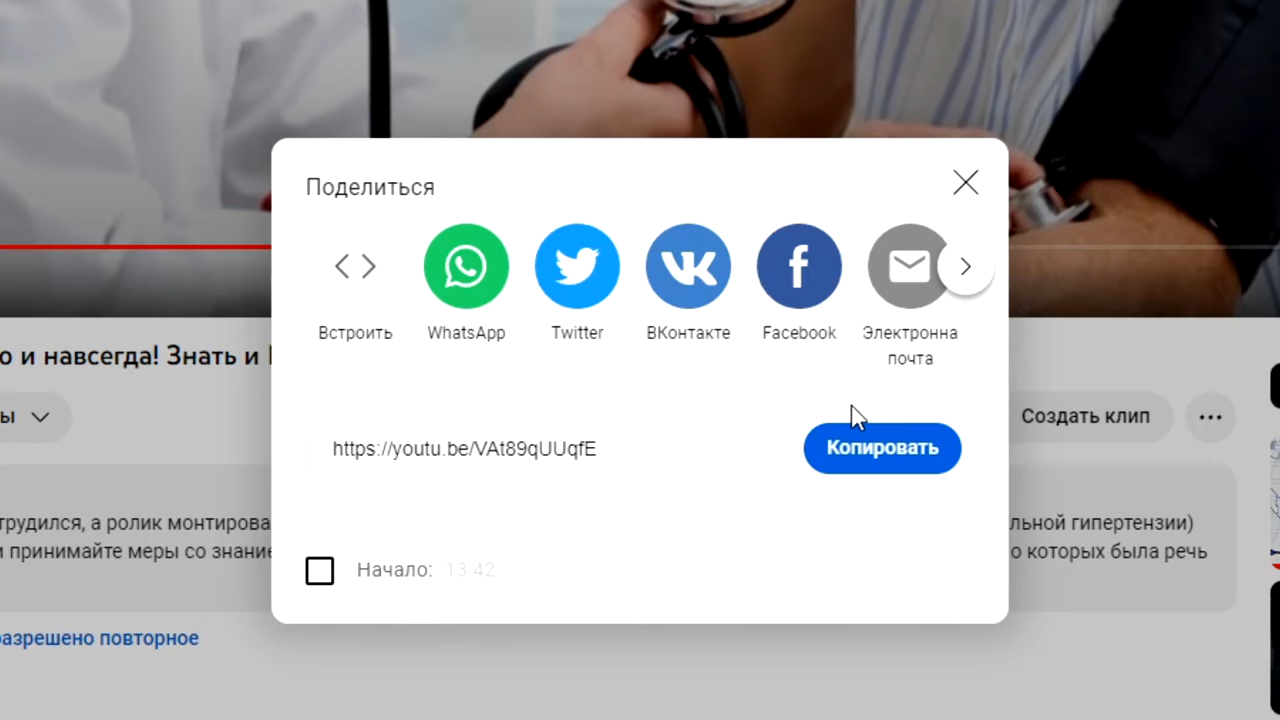 Поделиться
Встроить
WhatsApp
Twitter
ВКонтакте
Facebook
Электронна
почта
о и навсегда! Знать и
ы
Создать клип
https://youtu.be/VAt89qUUqfE
Копировать
трудился, а ролик монтирова
льной гипертензии)
и принимайте меры со знание
о которых была речь
Начало: 13:42
разрешено повторное